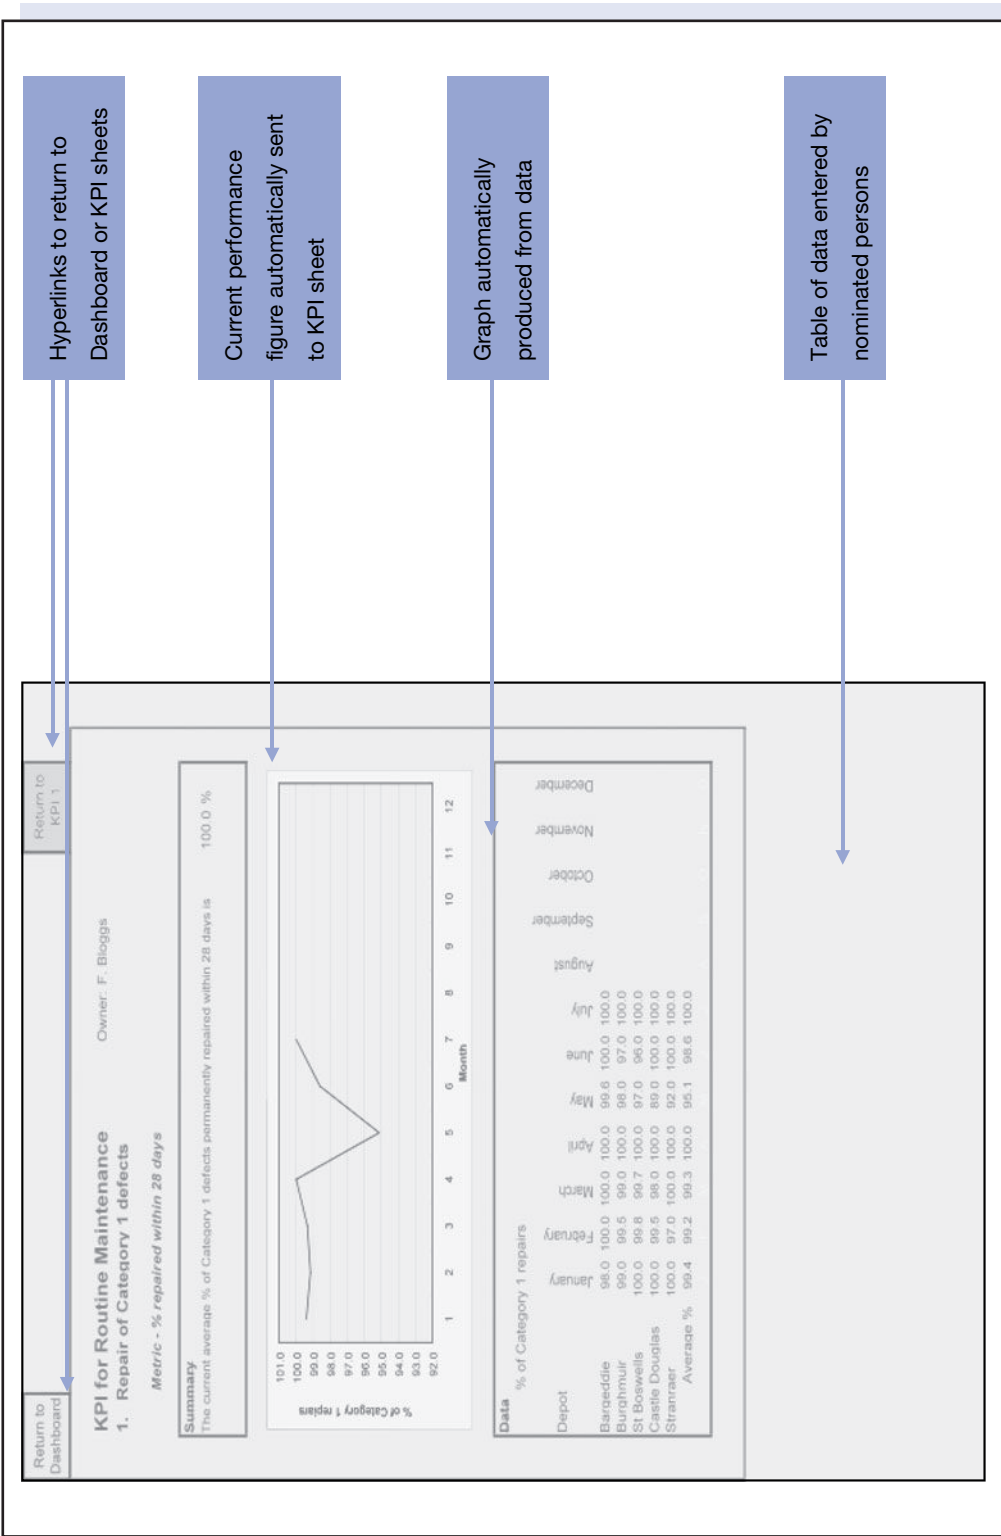 Return to
Dashboard
Return to
KPI 1
KPI for Routine Maintenance
Owner: F. Bloggs
1. Repair of Category 1 defects
Metric - % repaired within 28 days
Summary
The current average % of Category 1 defects permanently repaired within 28 days is 100.0 %
% of Category 1 repiars
101.0
100.0
99.0
98.0
97.0
96.0
95.0
94.0
93.0
92.0
1 2 3 4 5 6 7 8 9 10 11 12
Month
Data
% of Category 1 repairs
Depot January February March April May June July August September October November December
Bargeddie 98.0 100.0 100.0 100.0 99.6 100.0 100.0
Burghmuir 99.0 99.5 99.0 100.0 98.0 97.0 100.0
St Boswells 100.0 99.8 99.7 100.0 97.0 96.0 100.0
Castle Douglas 100.0 99.5 98.0 100.0 89.0 100.0 100.0
Stranraer 100.0 97.0 100.0 100.0 92.0 100.0 100.0
Average % 99.4 99.2 99.3 100.0 95.1 98.6 100.0
Hyperlinks to return to
Dashboard or KPI sheets
Current performance
figure automatically sent
to KPI sheet
Graph automatically
produced from data
Table of data entered by
nominated persons